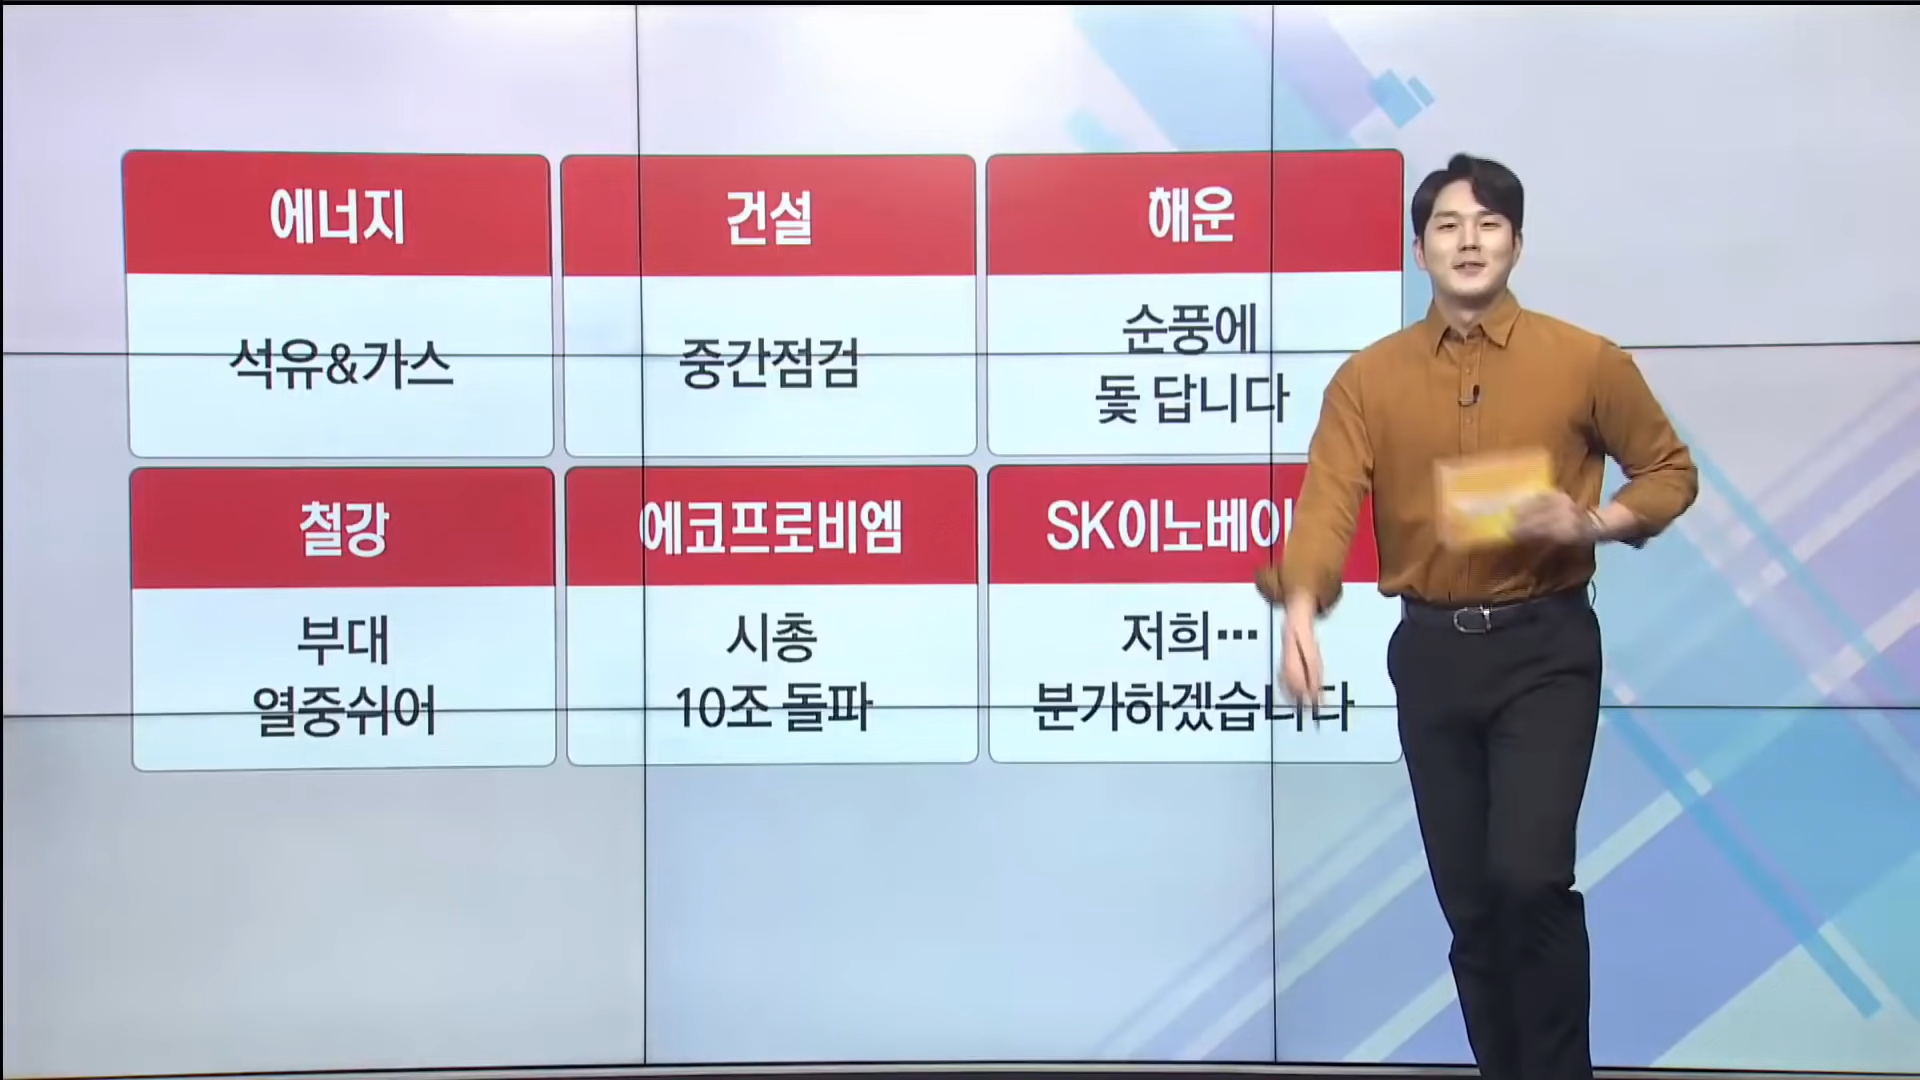 에너지
석유&가스
건설
중간점검
해운
순풍에
돛 답니다
철강
부대
열중쉬어
에코프로비엠
시총
10조 돌파
SK이노베이
저희…
분가하겠습니다